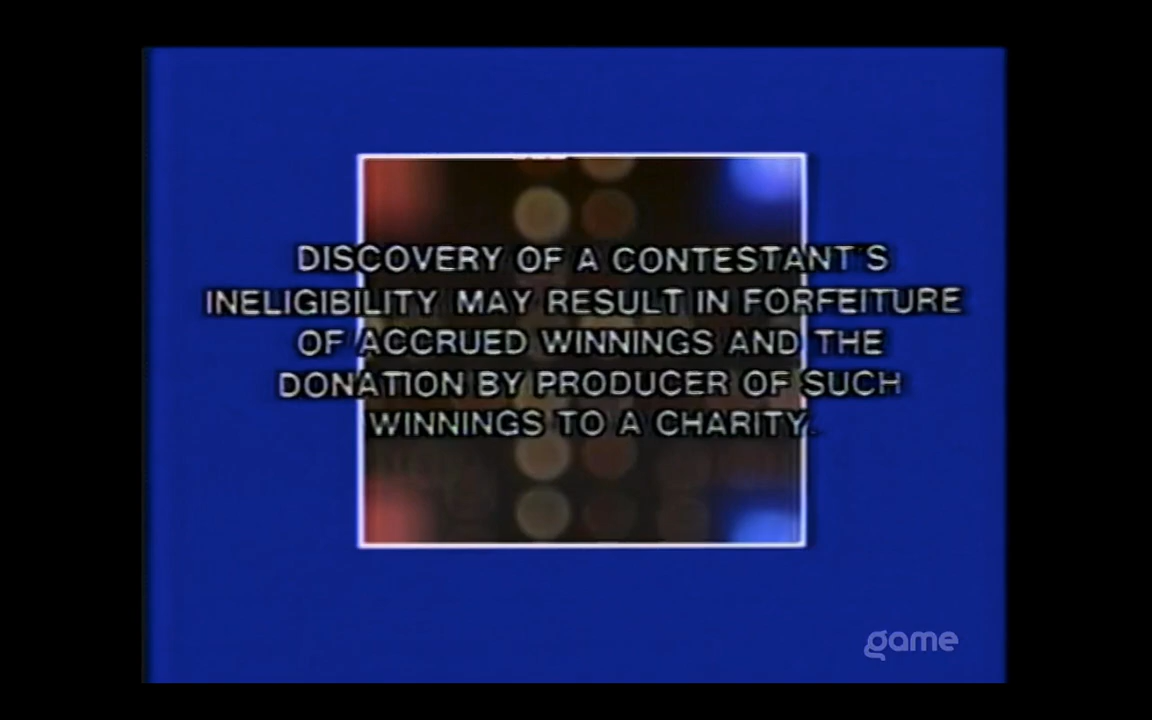 DISCOVERY OF A CONTESTANT'S
INELIGIBILITY MAY RESULT IN FORFEITURE
OF ACCRUED WINNINGS AND THE
DONATION BY PRODUCER OF SUCH
WINNINGS TO A CHARITY.
game